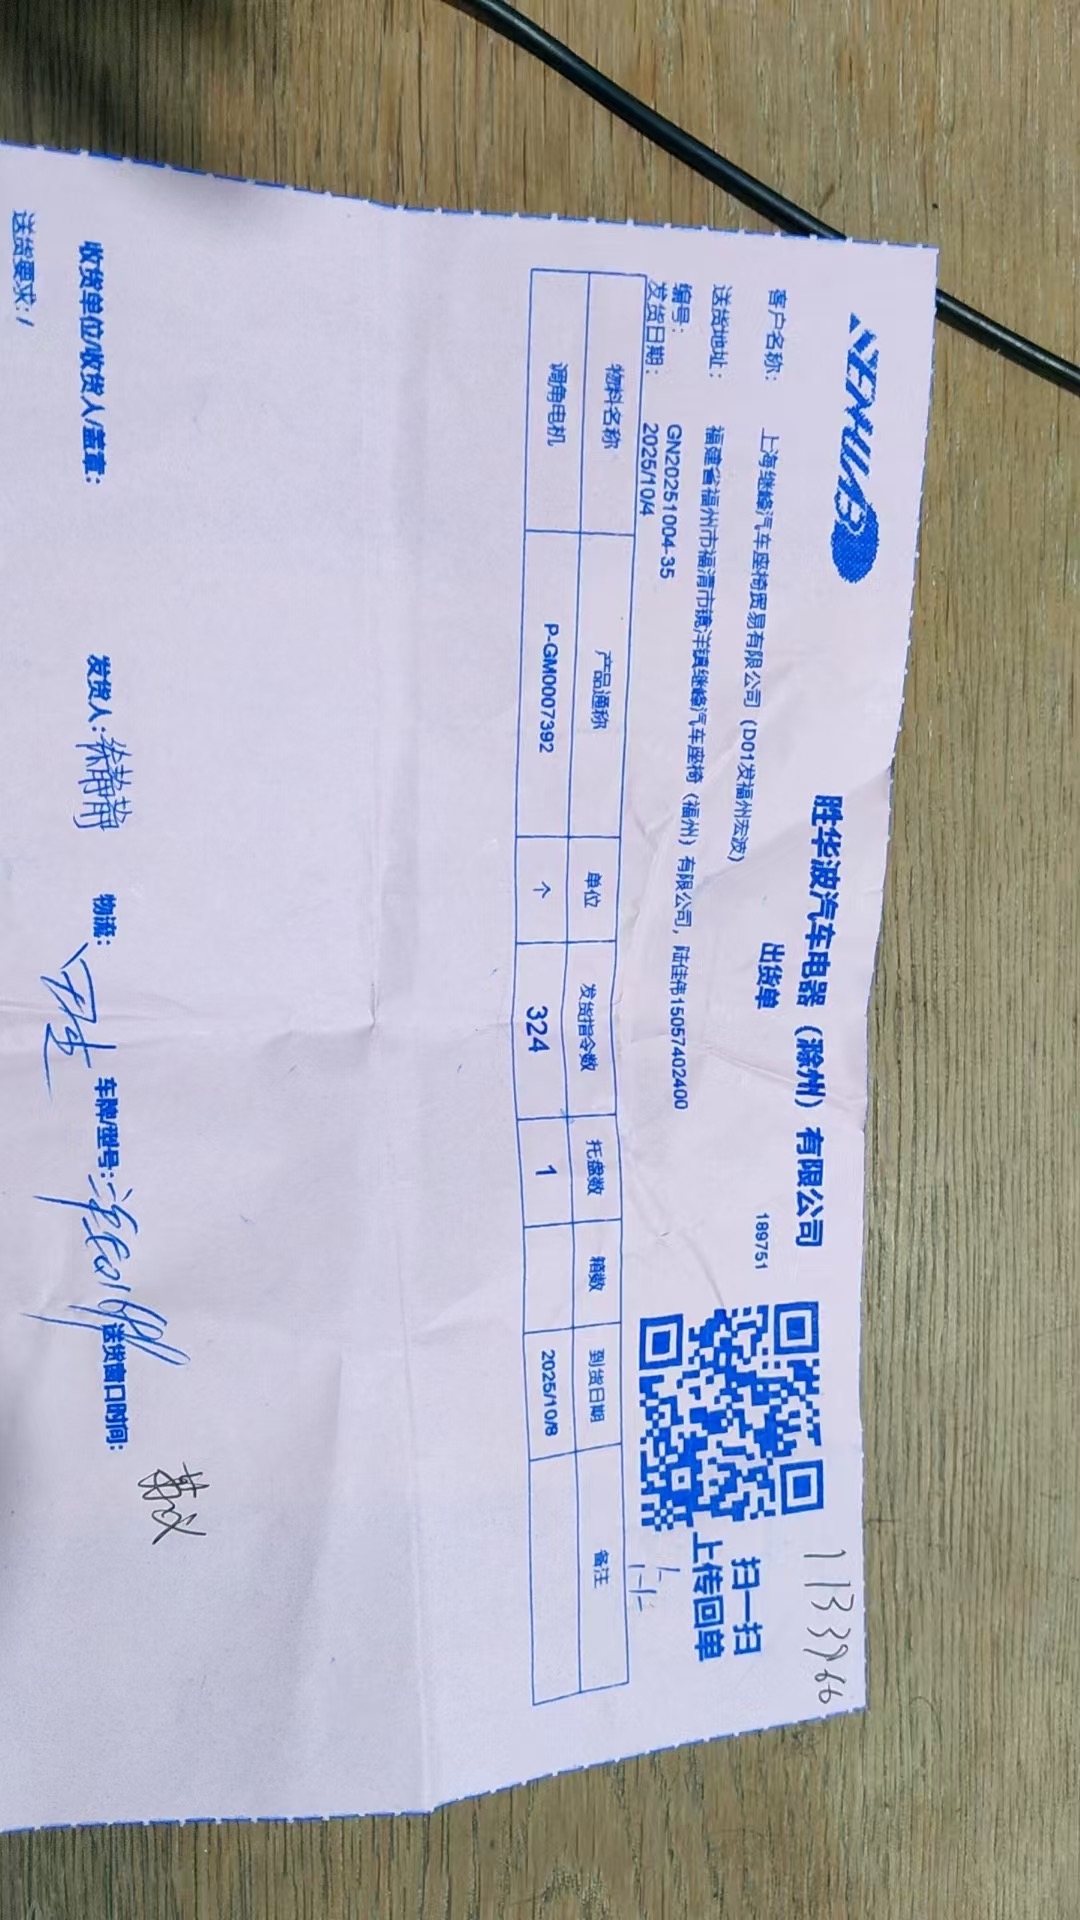 SENHUAB
胜华波汽车电器（滁州）有限公司
出货单
189751
1133966
扫一扫
上传回单
客户名称： 上海继峰汽车座椅贸易有限公司（D01发福州宏波）
送货地址： 福建省福州市福清市镜洋镇继峰汽车座椅（福州）有限公司，陆佳伟15057402400
编号： GN20251004-35
发货日期： 2025/10/4
物料名称 产品通称 单位 发货指令数 托盘数 箱数 到货日期 备注
调角电机 P-GM0007392 个 324 1 2025/10/8
收货单位/收货人/盖章： 发货人：徐静静 物流： 车牌/型号： 送货窗口时间：
送货要求：/